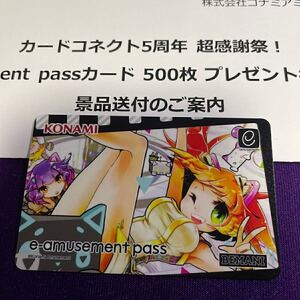 株式会社コナミアミ
カードコネクト5周年 超感謝祭！
ent passカード 500枚 プレゼント
景品送付のご案内
KONAMI
e-amusement pass
BEMANI